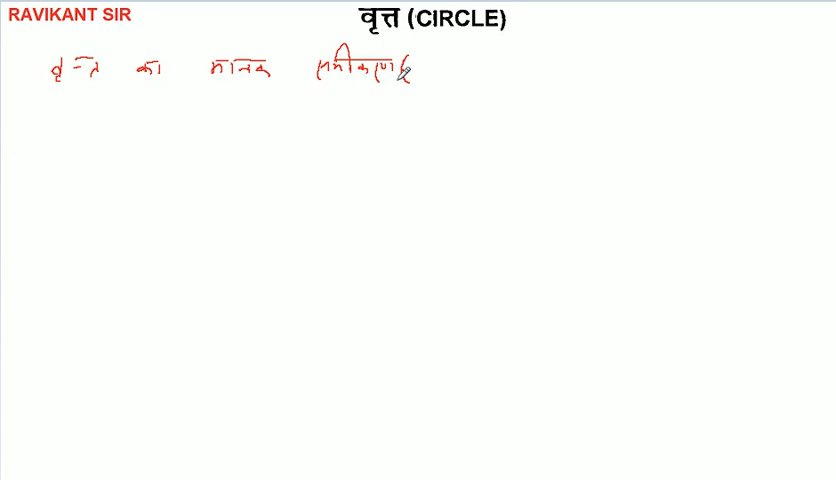 RAVIKANT SIR
वृत्त (CIRCLE)
वृत्त का मानक समीकरण (